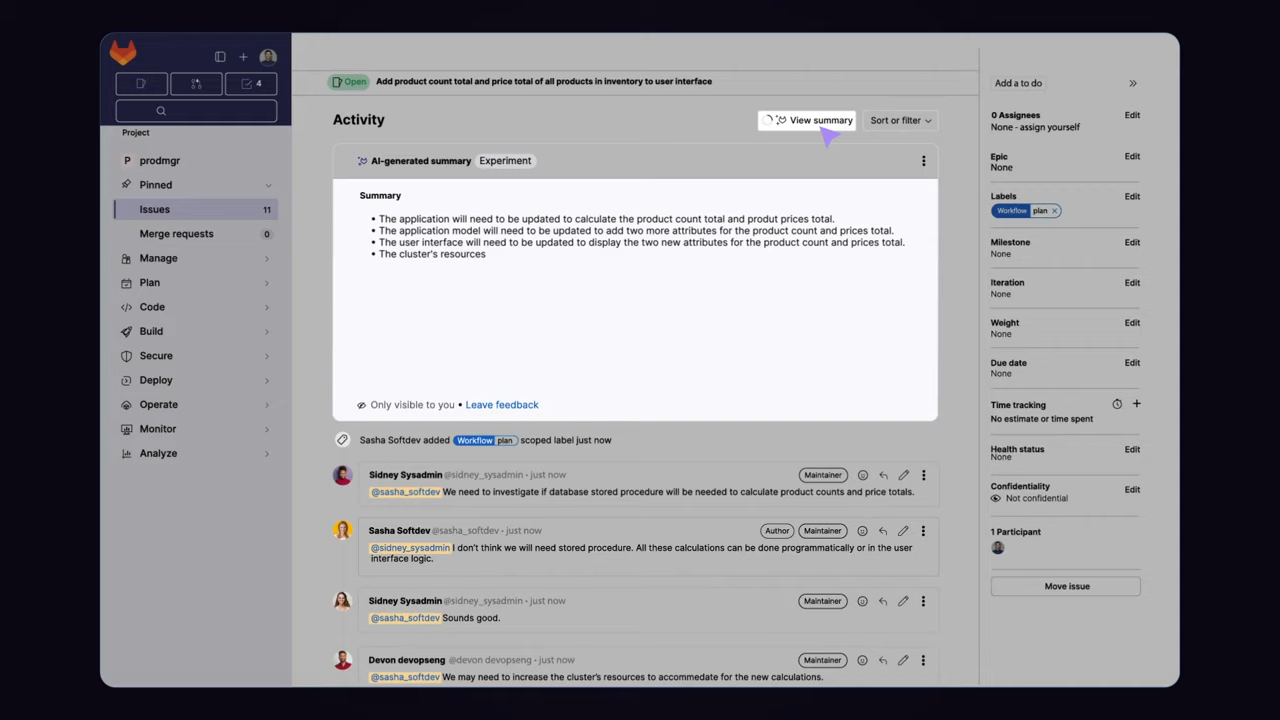 4
Project
P prodmgr
Pinned
Issues 11
Merge requests 0
Manage
Plan
Code
Build
Secure
Deploy
Operate
Monitor
Analyze
Open Add product count total and price total of all products in inventory to user interface
Activity
View summary Sort or filter
AI-generated summary Experiment
Summary
• The application will need to be updated to calculate the product count total and produt prices total.
• The application model will need to be updated to add two more attributes for the product count and prices total.
• The user interface will need to be updated to display the two new attributes for the product count and prices total.
• The cluster's resources
Only visible to you • Leave feedback
Sasha Softdev added Workflow plan scoped label just now
Sidney Sysadmin @sidney_sysadmin · just now Maintainer
@sasha_softdev We need to investigate if database stored procedure will be needed to calculate product counts and price totals.
Sasha Softdev @sasha_softdev · just now Author Maintainer
@sidney_sysadmin I don't think we will need stored procedure. All these calculations can be done programmatically or in the user
interface logic.
Sidney Sysadmin @sidney_sysadmin · just now Maintainer
@sasha_softdev Sounds good.
Devon devopseng @devon devopseng · just now Maintainer
@sasha_softdev We may need to increase the cluster's resources to accommedate for the new calculations.
Add a to do
0 Assignees Edit
None - assign yourself
Epic Edit
None
Labels Edit
Workflow plan ×
Milestone Edit
None
Iteration Edit
None
Weight Edit
None
Due date Edit
None
Time tracking
No estimate or time spent
Health status Edit
None
Confidentiality Edit
Not confidential
1 Participant
Move issue